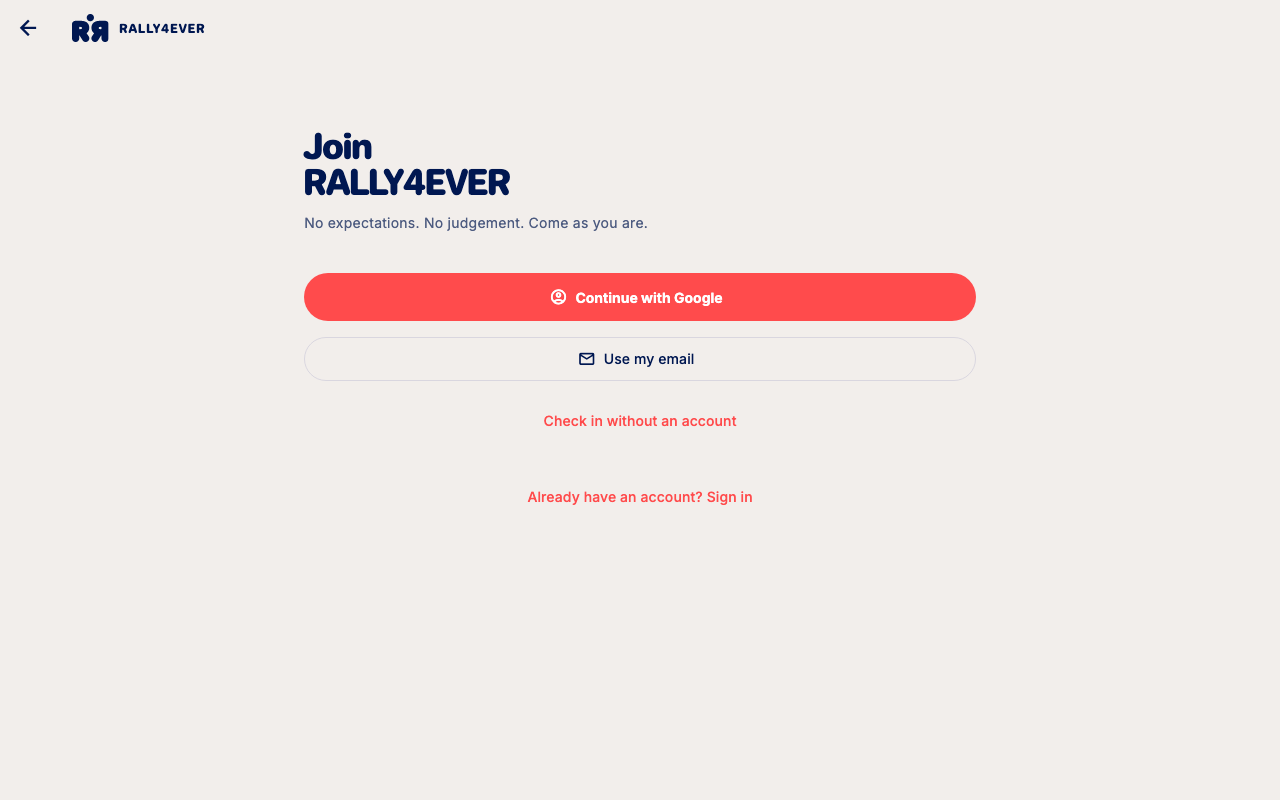 RALLY4EVER
Join
RALLY4EVER
No expectations. No judgement. Come as you are.
Continue with Google
Use my email
Check in without an account
Already have an account? Sign in